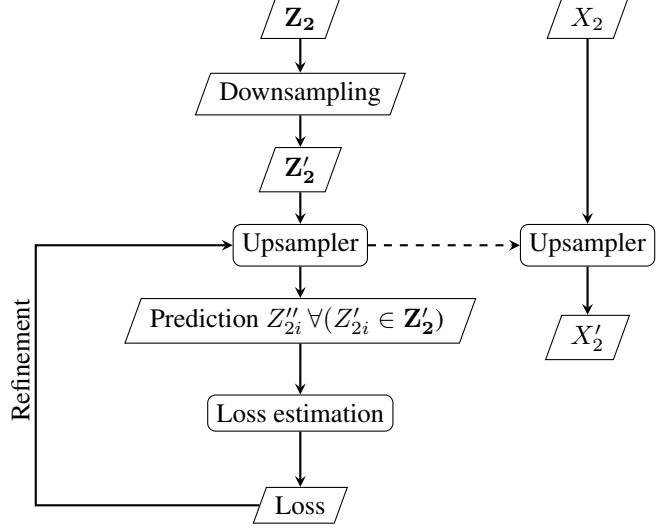 𝐙₂
X₂
Downsampling
𝐙′₂
Upsampler
Upsampler
Prediction Z″₂ᵢ ∀(Z′₂ᵢ ∈ 𝐙′₂)
X′₂
Refinement
Loss estimation
Loss